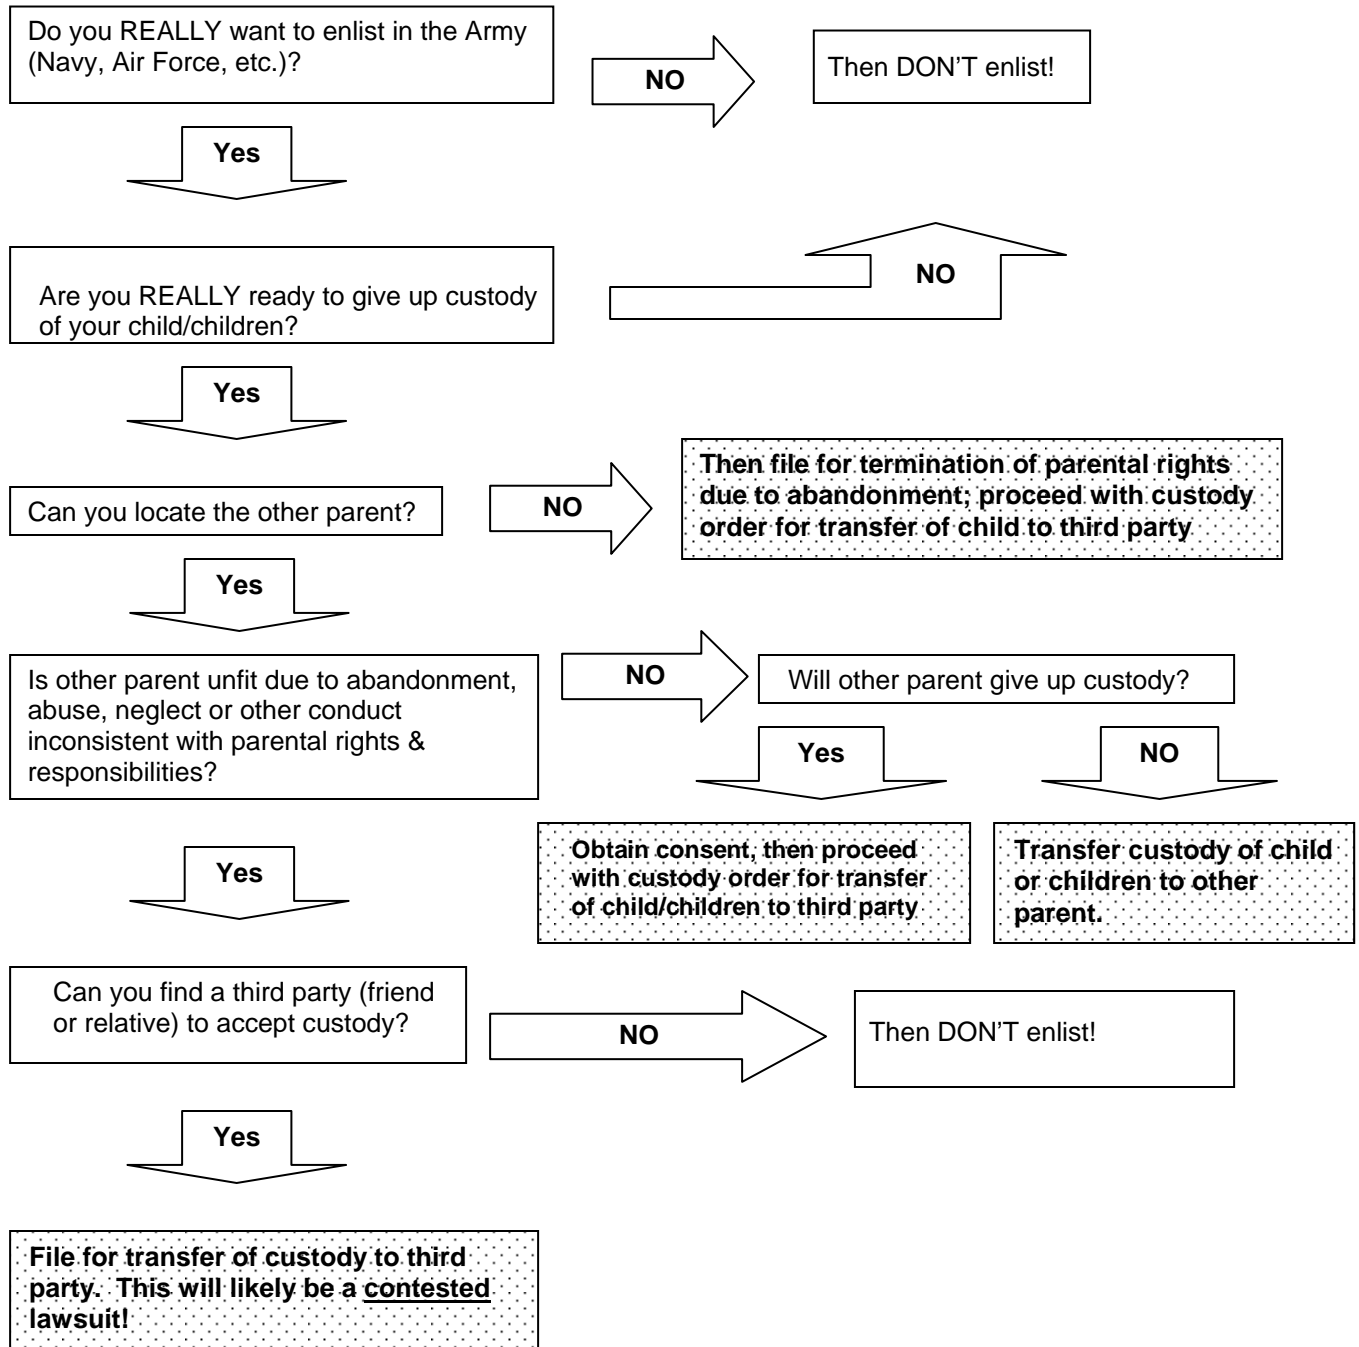 Do you REALLY want to enlist in the Army
(Navy, Air Force, etc.)?
NO
Then DON'T enlist!
Yes
Are you REALLY ready to give up custody
of your child/children?
NO
Yes
Can you locate the other parent?
NO
Then file for termination of parental rights
due to abandonment; proceed with custody
order for transfer of child to third party
Yes
Is other parent unfit due to abandonment,
abuse, neglect or other conduct
inconsistent with parental rights &
responsibilities?
NO
Will other parent give up custody?
Yes
NO
Obtain consent, then proceed
with custody order for transfer
of child/children to third party
Transfer custody of child
or children to other
parent.
Yes
Can you find a third party (friend
or relative) to accept custody?
NO
Then DON'T enlist!
Yes
File for transfer of custody to third
party.  This will likely be a contested
lawsuit!